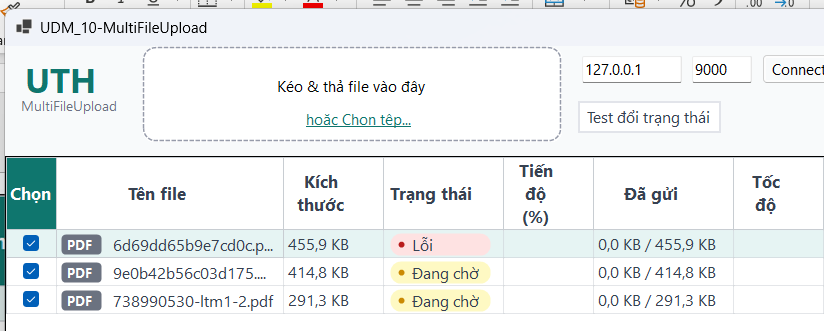 UDM_10-MultiFileUpload
UTH
MultiFileUpload
Kéo & thả file vào đây
hoặc Chọn tệp...
127.0.0.1
9000
Connect
Test đổi trạng thái
Chọn
Tên file
Kích thước
Trạng thái
Tiến độ (%)
Đã gửi
Tốc độ
PDF 6d69dd65b9e7cd0c.p... 455,9 KB Lỗi 0,0 KB / 455,9 KB
PDF 9e0b42b56c03d175.... 414,8 KB Đang chờ 0,0 KB / 414,8 KB
PDF 738990530-ltm1-2.pdf 291,3 KB Đang chờ 0,0 KB / 291,3 KB